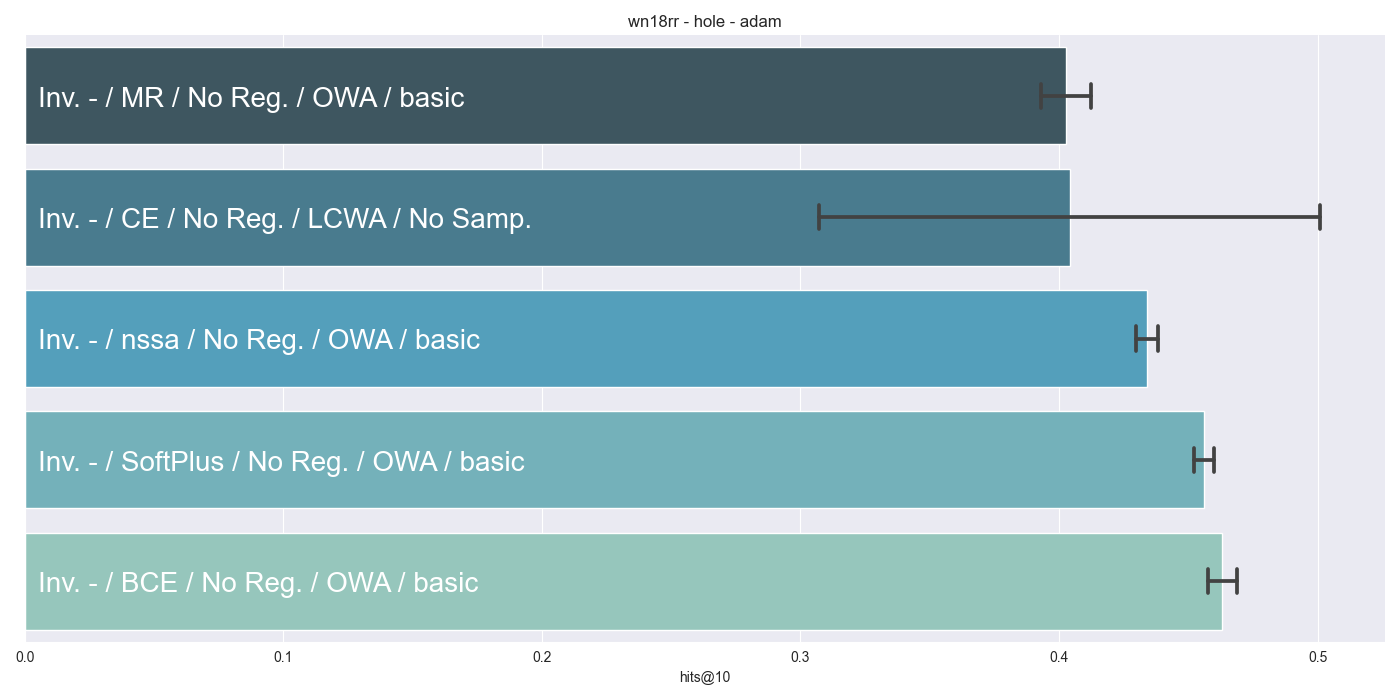 wn18rr - hole - adam
Inv. - / MR / No Reg. / OWA / basic
Inv. - / CE / No Reg. / LCWA / No Samp.
Inv. - / nssa / No Reg. / OWA / basic
Inv. - / SoftPlus / No Reg. / OWA / basic
Inv. - / BCE / No Reg. / OWA / basic
0.0 0.1 0.2 0.3 0.4 0.5
hits@10